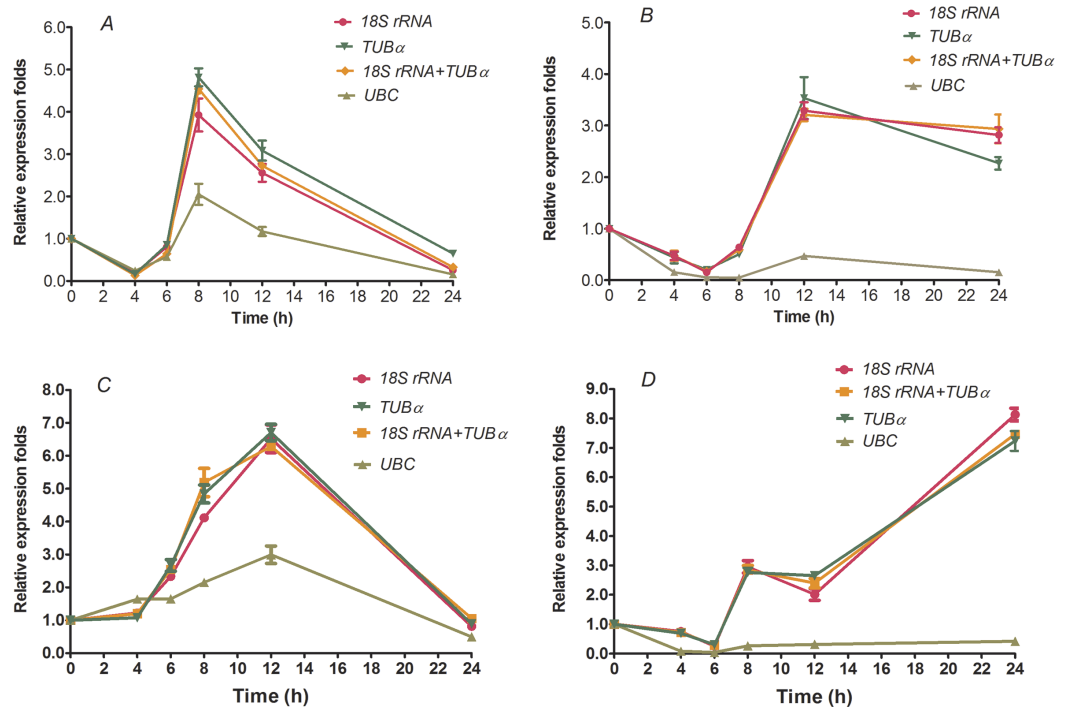 A
18S rRNA
TUBα
18S rRNA+TUBα
UBC
Relative expression folds
6.0
5.0
4.0
3.0
2.0
1.0
0.0
0 2 4 6 8 10 12 14 16 18 20 22 24
Time (h)
B
18S rRNA
TUBα
18S rRNA+TUBα
UBC
Relative expression folds
5.0
4.0
3.0
2.0
1.0
0.0
0 2 4 6 8 10 12 14 16 18 20 22 24
Time (h)
C
18S rRNA
TUBα
18S rRNA+TUBα
UBC
Relative expression folds
8.0
7.0
6.0
5.0
4.0
3.0
2.0
1.0
0.0
0 2 4 6 8 10 12 14 16 18 20 22 24
Time (h)
D
18S rRNA
18S rRNA+TUBα
TUBα
UBC
Relative expression folds
9.0
8.0
7.0
6.0
5.0
4.0
3.0
2.0
1.0
0.0
0 2 4 6 8 10 12 14 16 18 20 22 24
Time (h)